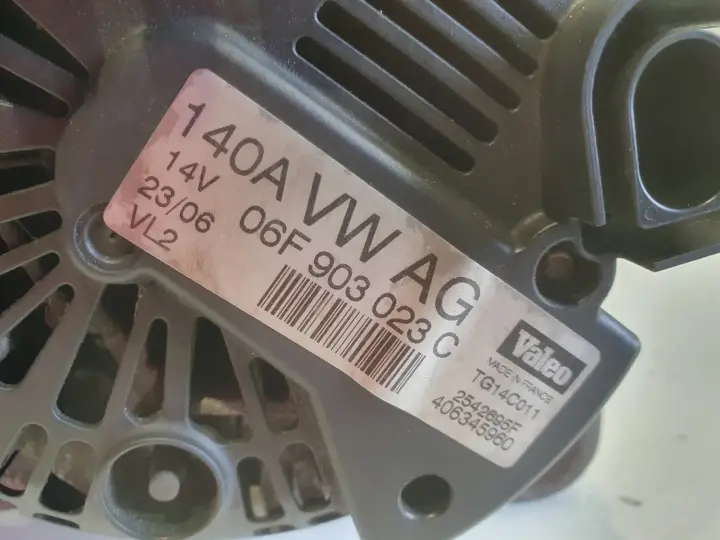 140A VW AG
14V 06F 903 023 C
23/06
VL2
Valeo
MADE IN FRANCE
TG14C011
2542695F
406345960